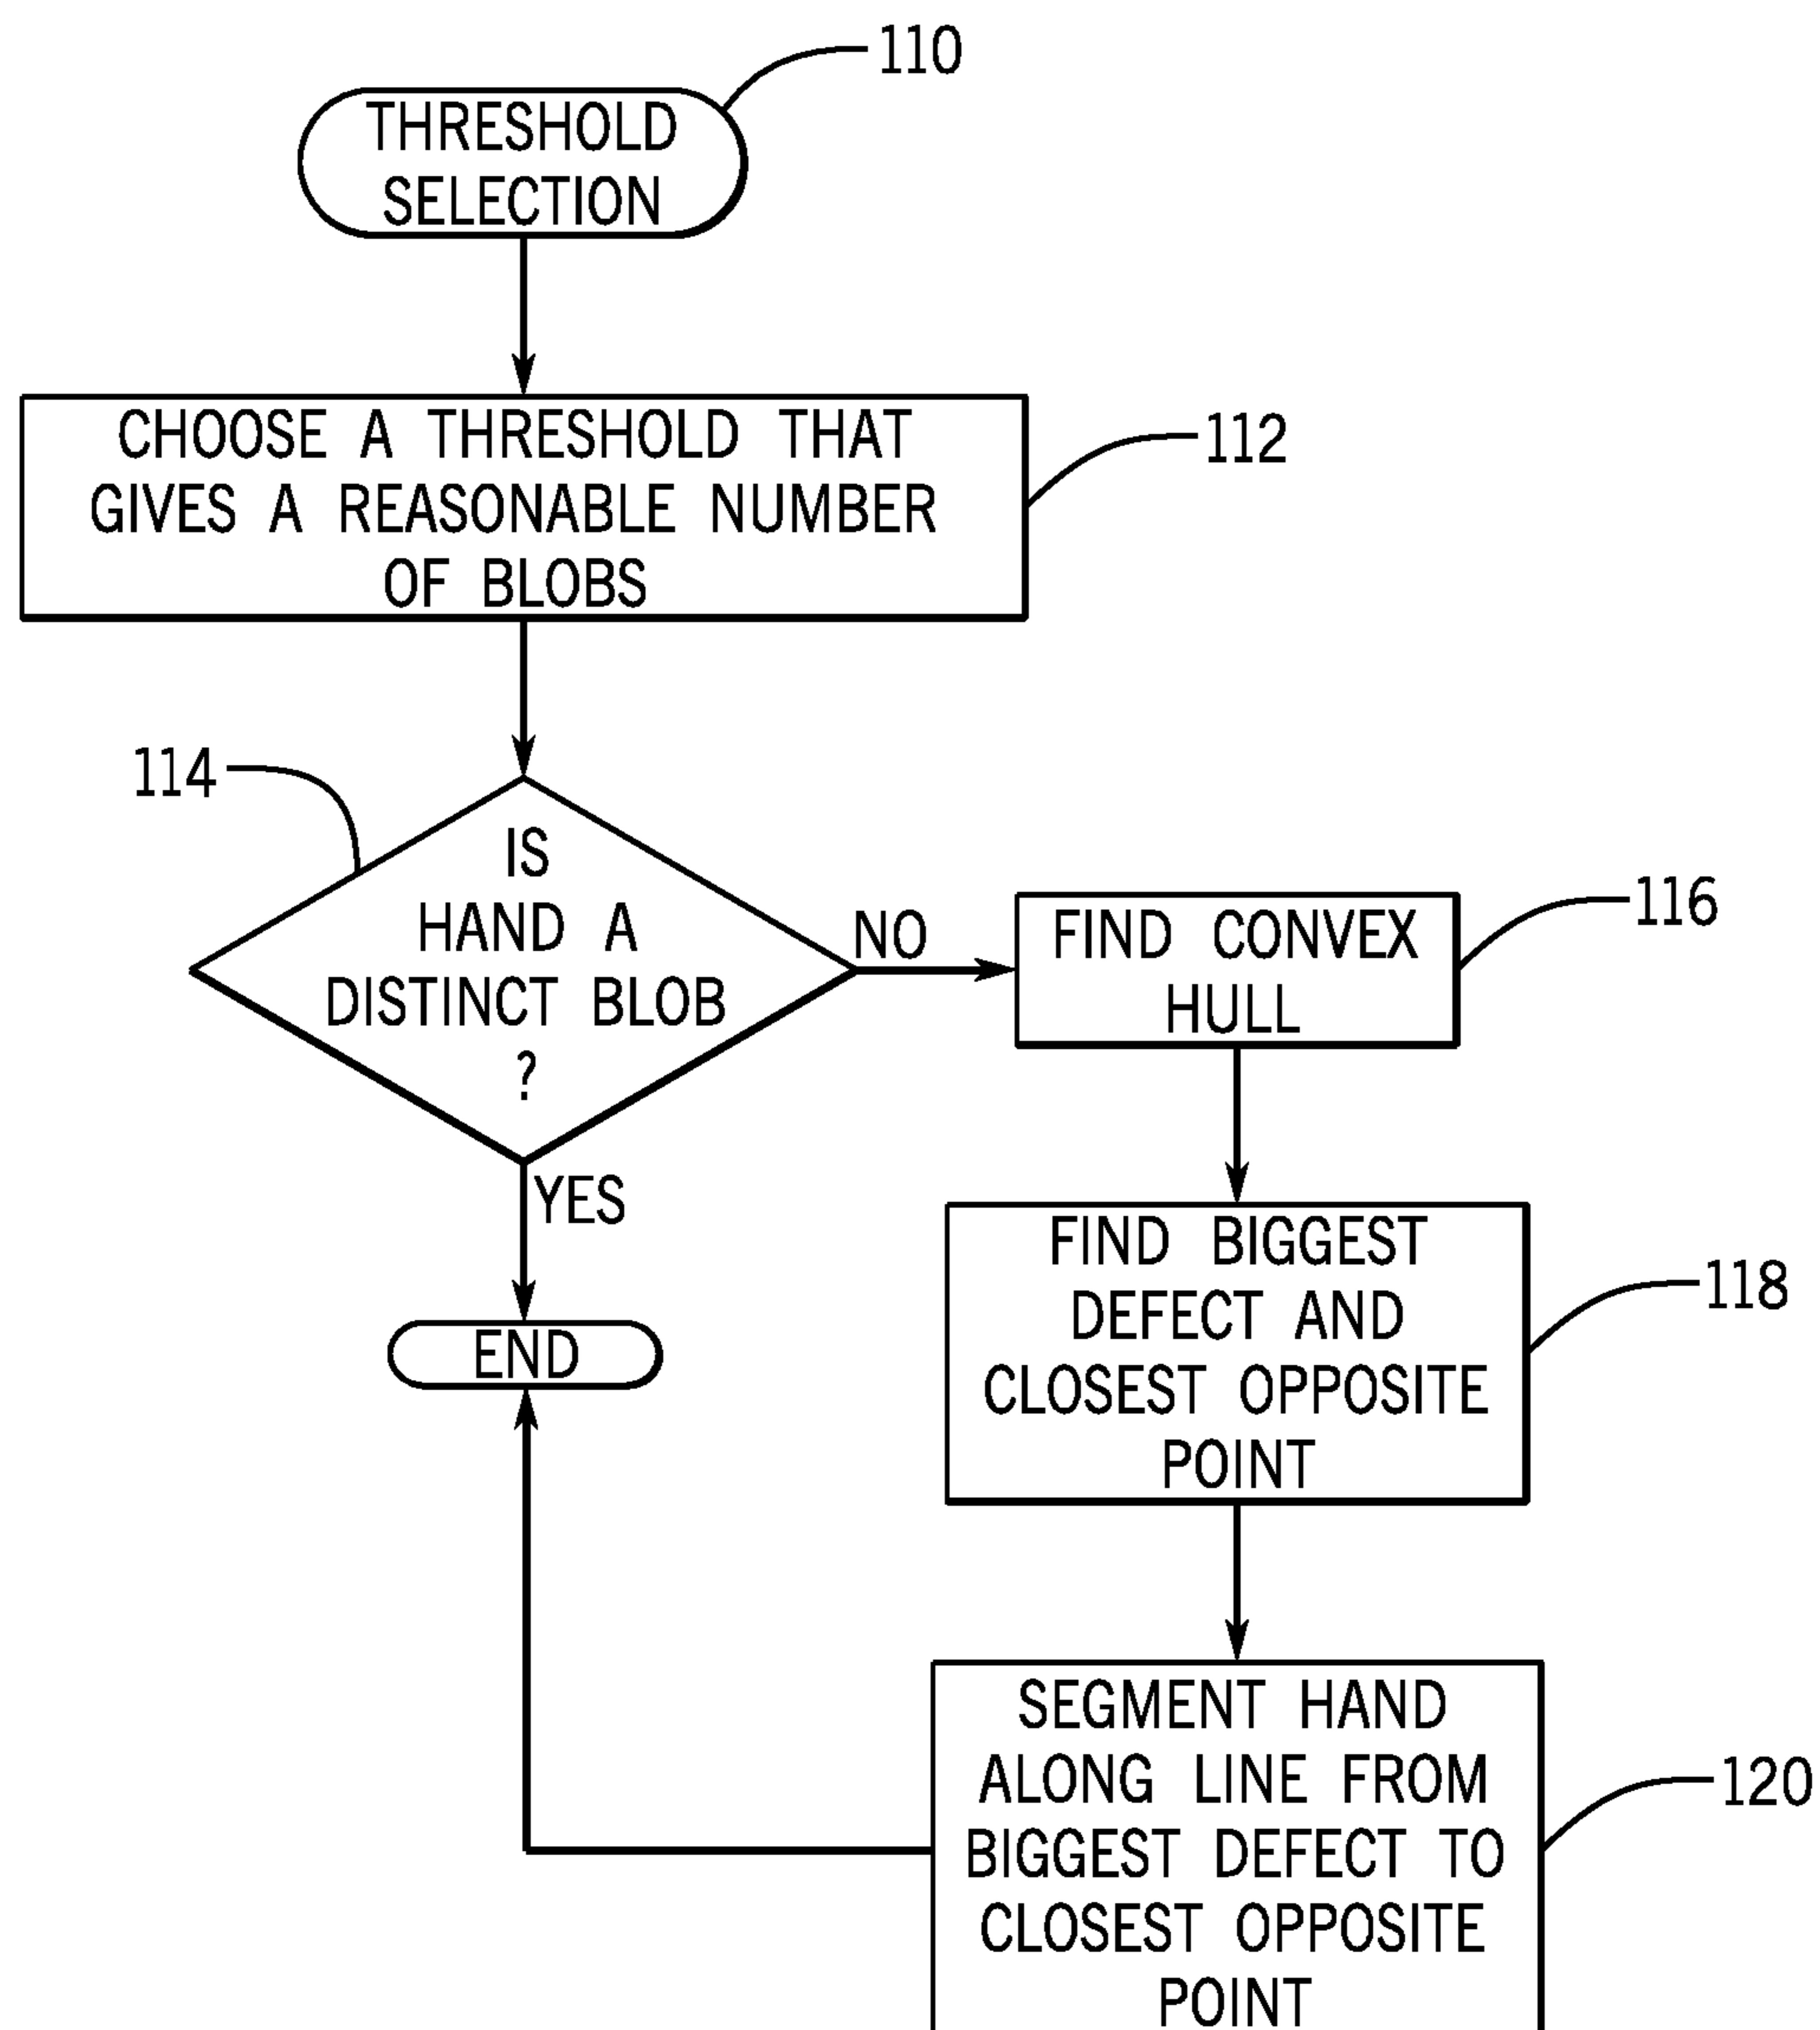 110
THRESHOLD
SELECTION
CHOOSE A THRESHOLD THAT
GIVES A REASONABLE NUMBER
OF BLOBS
112
114
IS
HAND A
DISTINCT BLOB
?
NO
FIND CONVEX
HULL
116
YES
END
FIND BIGGEST
DEFECT AND
CLOSEST OPPOSITE
POINT
118
SEGMENT HAND
ALONG LINE FROM
BIGGEST DEFECT TO
CLOSEST OPPOSITE
POINT
120